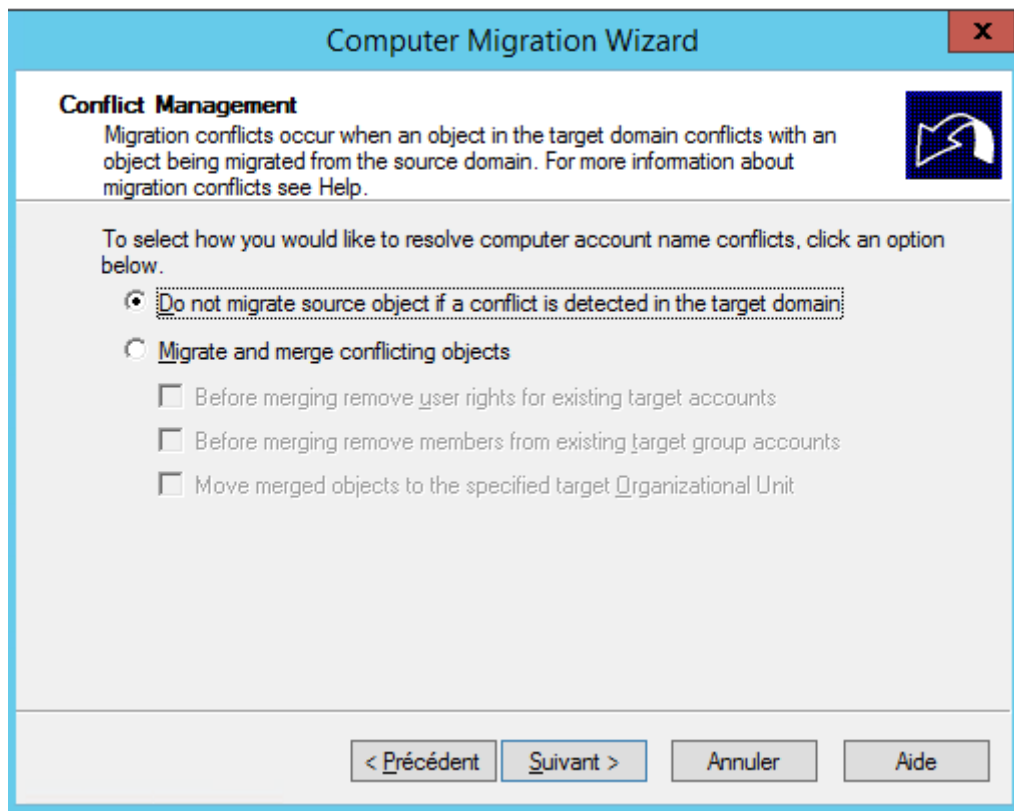 Computer Migration Wizard
x
Conflict Management
Migration conflicts occur when an object in the target domain conflicts with an
object being migrated from the source domain. For more information about
migration conflicts see Help.
To select how you would like to resolve computer account name conflicts, click an option
below.
Do not migrate source object if a conflict is detected in the target domain
Migrate and merge conflicting objects
Before merging remove user rights for existing target accounts
Before merging remove members from existing target group accounts
Move merged objects to the specified target Organizational Unit
< Précédent
Suivant >
Annuler
Aide